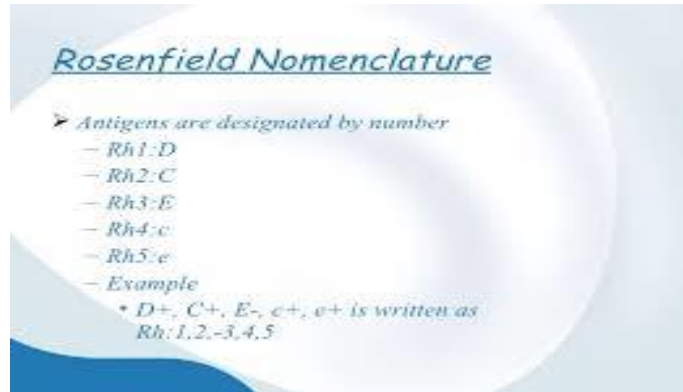 Rosenfield Nomenclature
➢ Antigens are designated by number
– Rh1:D
– Rh2:C
– Rh3:E
– Rh4:c
– Rh5:e
– Example
• D+, C+, E-, c+, e+ is written as
Rh:1,2,-3,4,5